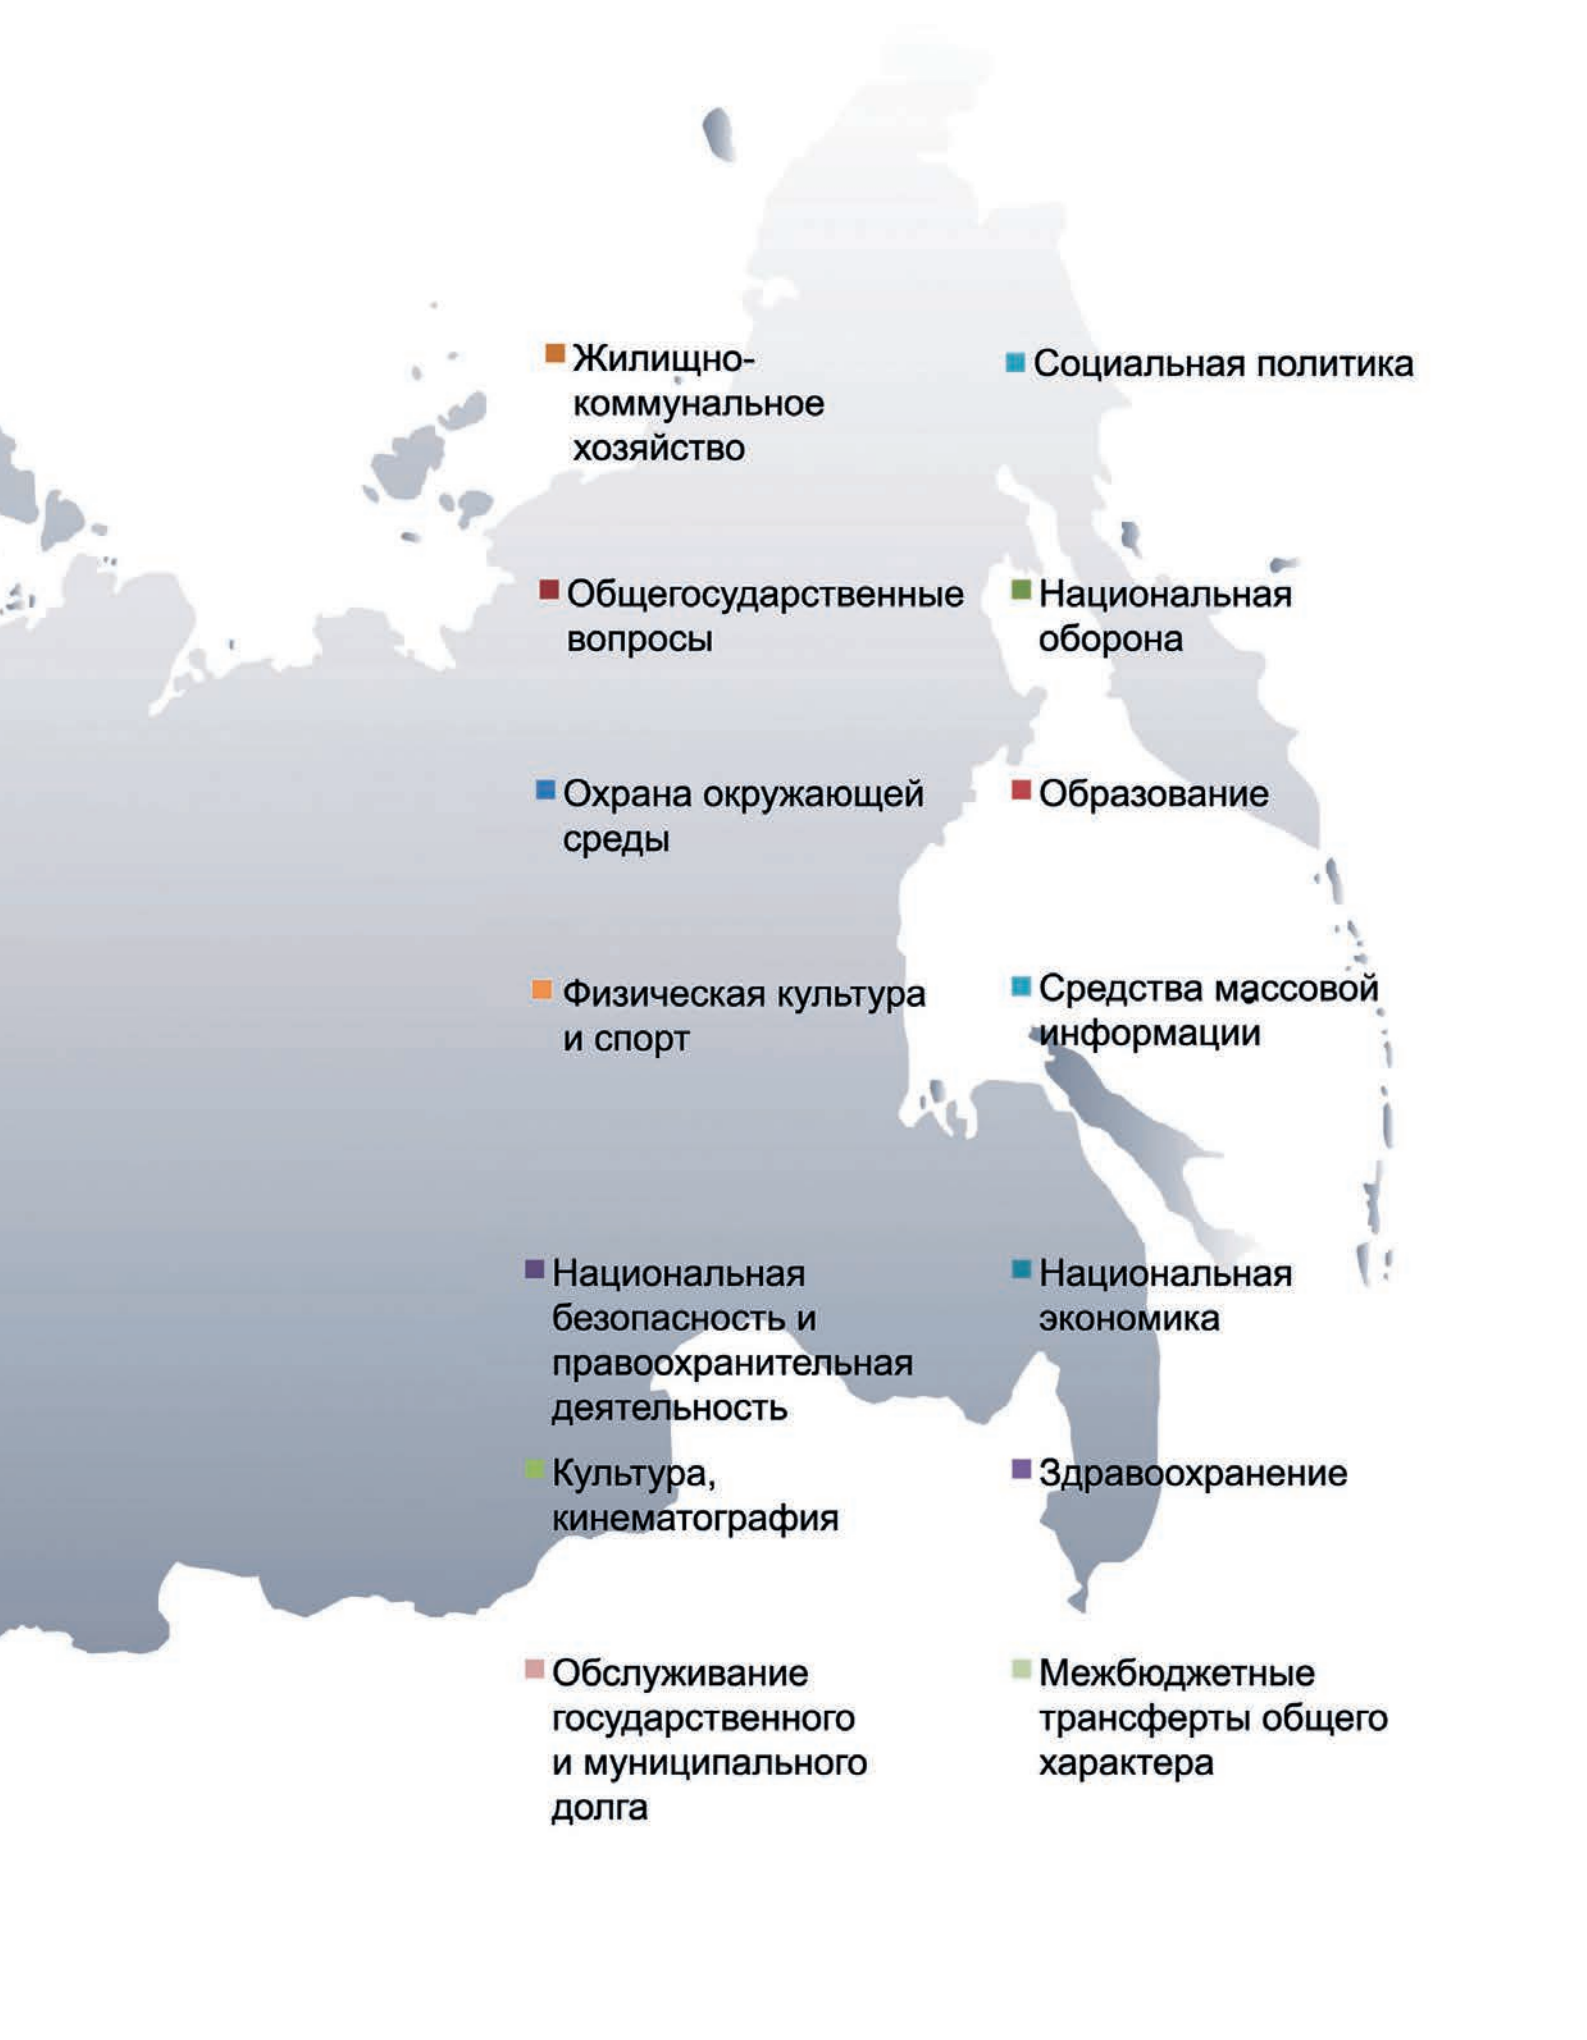 Жилищно-
коммунальное
хозяйство
Социальная политика
Общегосударственные
вопросы
Национальная
оборона
Охрана окружающей
среды
Образование
Физическая культура
и спорт
Средства массовой
информации
Национальная
безопасность и
правоохранительная
деятельность
Национальная
экономика
Культура,
кинематография
Здравоохранение
Обслуживание
государственного
и муниципального
долга
Межбюджетные
трансферты общего
характера